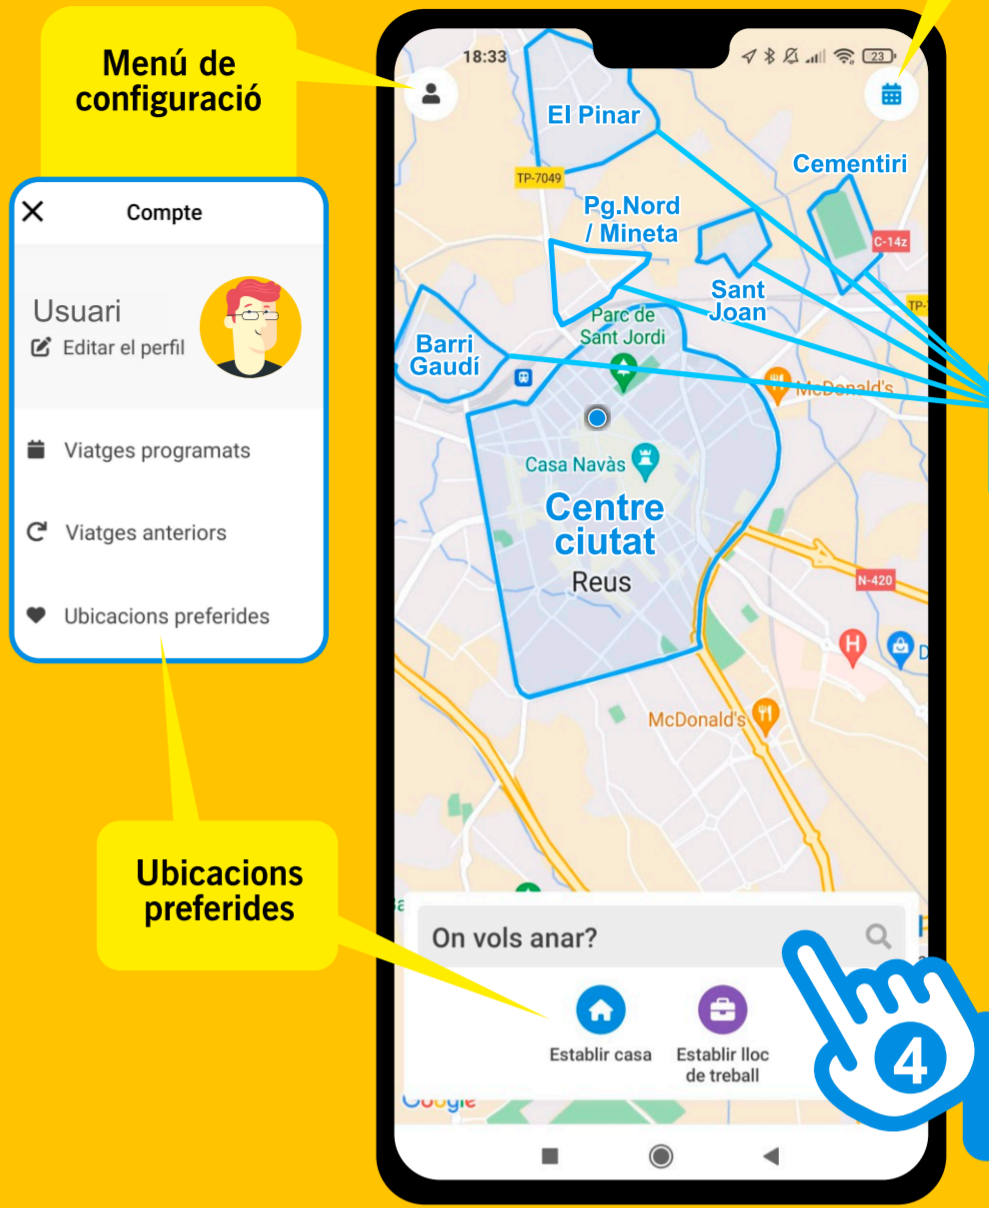 Menú de
configuració
Compte
Usuari
Editar el perfil
Viatges programats
Viatges anteriors
Ubicacions preferides
Ubicacions
preferides
18:33
23
El Pinar
TP-7049
Cementiri
Pg.Nord
/ Mineta
C-14z
Sant
Joan
TP-
Parc de
Sant Jordi
Barri
Gaudí
McDonald's
Casa Navàs
Centre
ciutat
Reus
N-420
H
D
McDonald's
On vols anar?
Establir casa
Establir lloc
de treball
4
Google